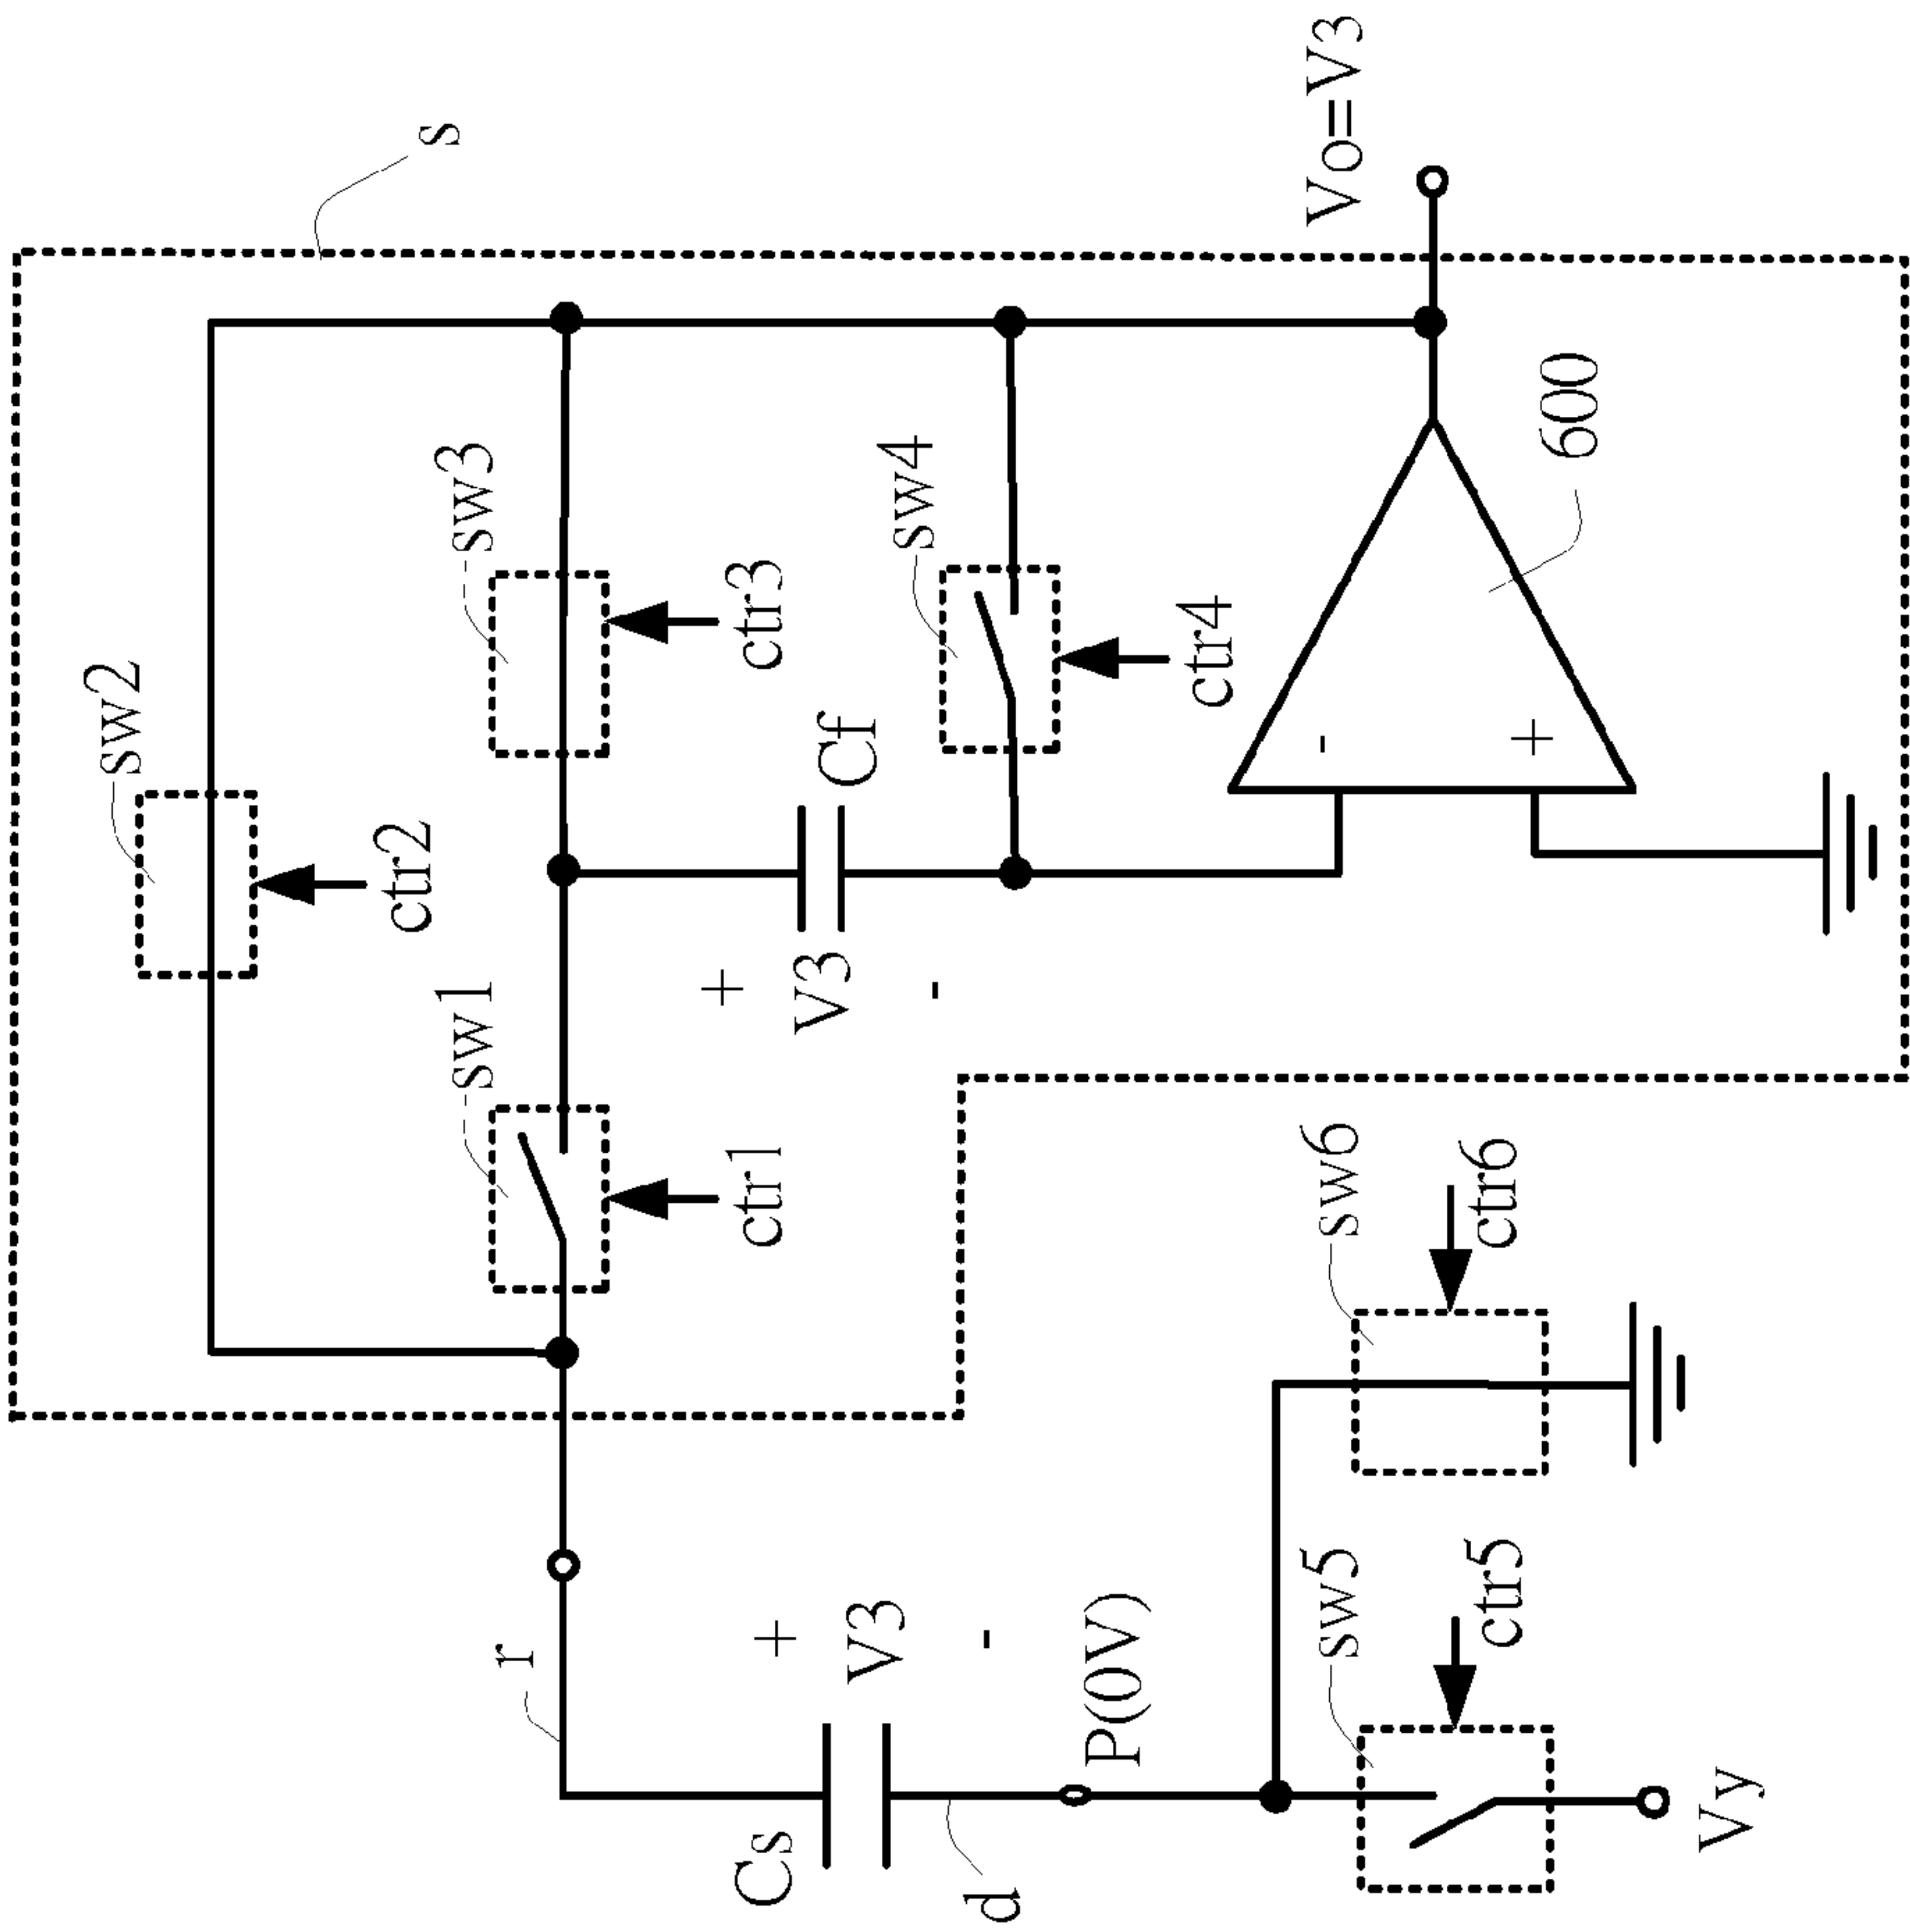 s
Vo=V3
sw2
ctr2
sw1
ctr1
sw3
ctr3
+
V3
-
Cf
sw4
ctr4
-
+
600
r
+
V3
-
Cs
d
P(0V)
sw6
ctr6
sw5
ctr5
Vy